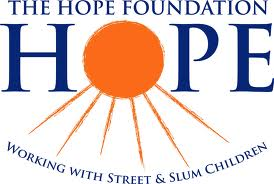 THE HOPE FOUNDATION
HOPE
WORKING WITH STREET & SLUM CHILDREN